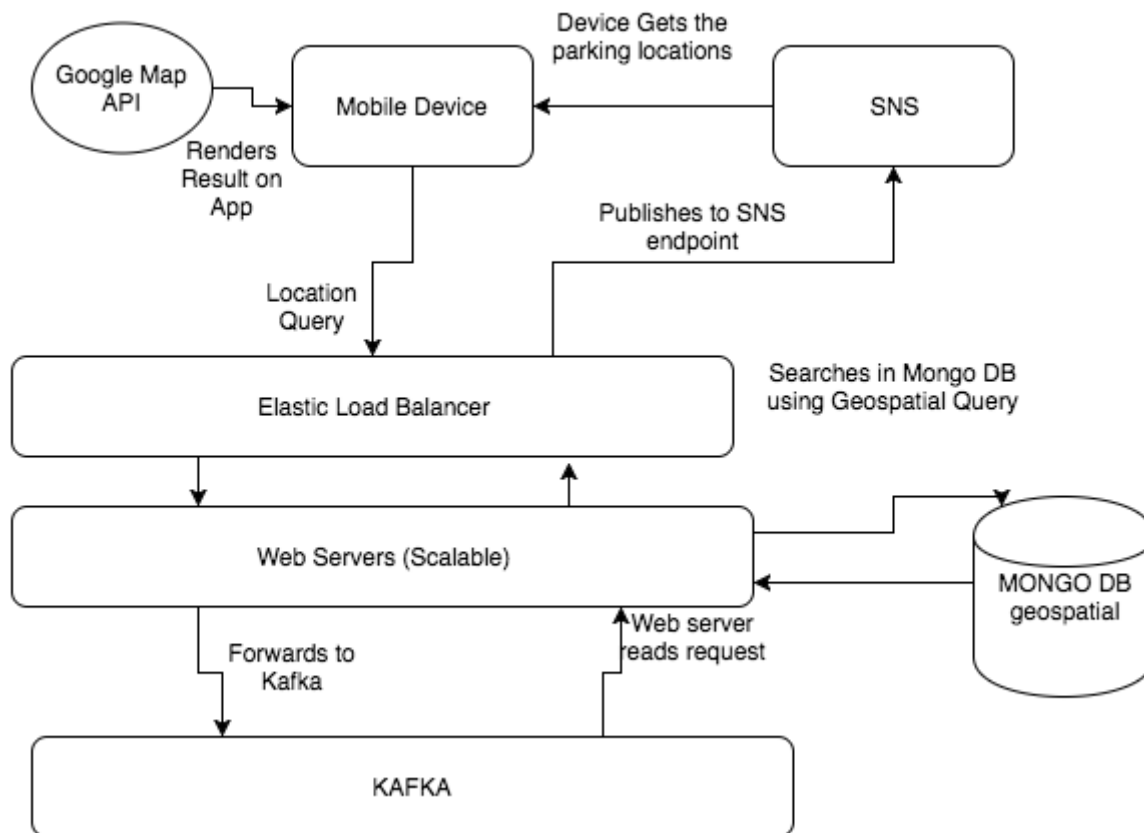 Device Gets the
parking locations
Google Map
API
Mobile Device
SNS
Renders
Result on
App
Publishes to SNS
endpoint
Location
Query
Searches in Mongo DB
using Geospatial Query
Elastic Load Balancer
Web Servers (Scalable)
MONGO DB
geospatial
Web server
reads request
Forwards to
Kafka
KAFKA